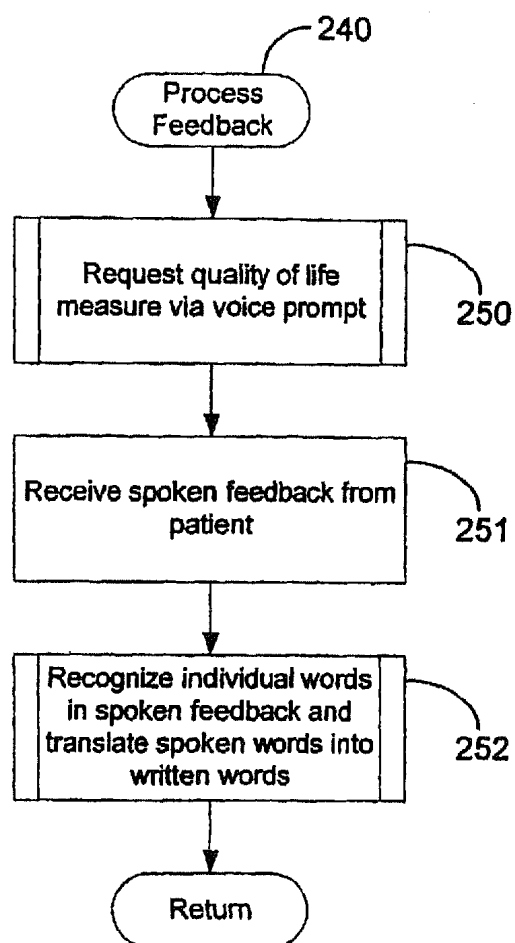 240
Process
Feedback
Request quality of life
measure via voice prompt
250
Receive spoken feedback from
patient
251
Recognize individual words
in spoken feedback and
translate spoken words into
written words
252
Return